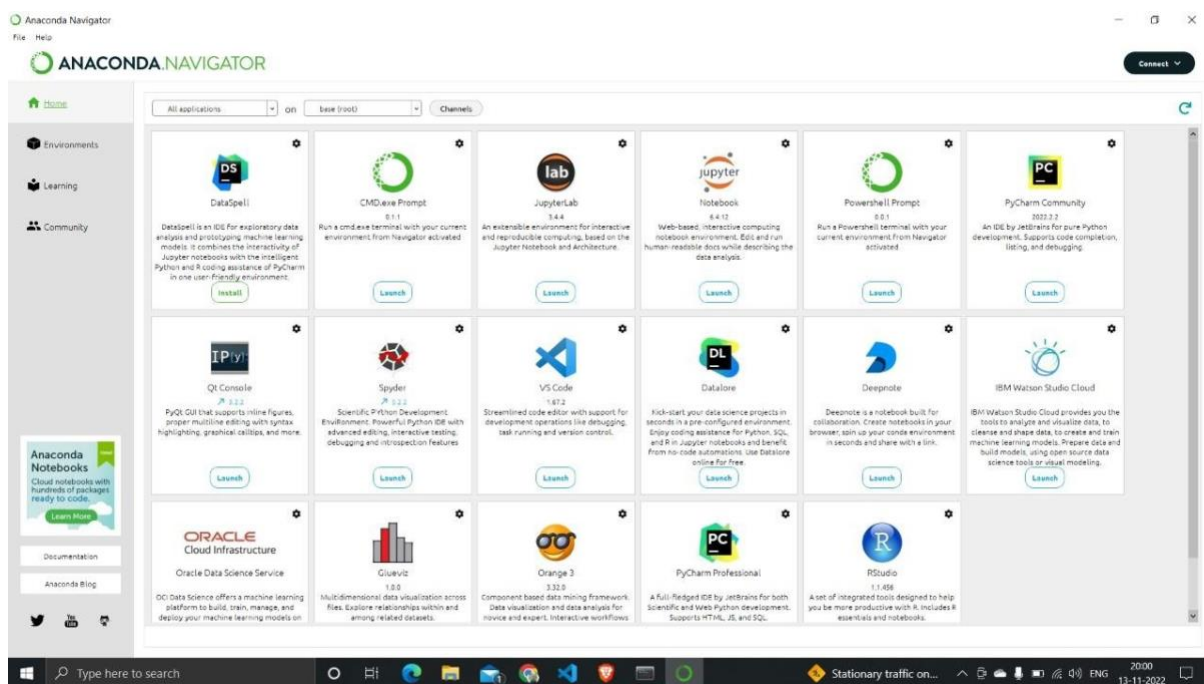 Anaconda Navigator
File Help
ANACONDA.NAVIGATOR
Connect
Home
Environments
Learning
Community
All applications on base (root) Channels
DS
DataSpell
DataSpell is an IDE for exploratory data
analysis and prototyping machine learning
models. It combines the interactivity of
Jupyter notebooks with the intelligent
Python and R coding assistance of PyCharm
in one user-friendly environment.
Install
CMD.exe Prompt
0.1.1
Run a cmd.exe terminal with your current
environment from Navigator activated
Launch
lab
JupyterLab
3.4.4
An extensible environment for interactive
and reproducible computing, based on the
Jupyter Notebook and Architecture.
Launch
jupyter
Notebook
6.4.12
Web-based, interactive computing
notebook environment. Edit and run
human-readable docs while describing the
data analysis.
Launch
Powershell Prompt
0.0.1
Run a Powershell terminal with your
current environment from Navigator
activated
Launch
PC
PyCharm Community
2022.2.2
An IDE by JetBrains for pure Python
development. Supports code completion,
listing, and debugging.
Launch
IP[y]:
Qt Console
5.2.2
PyQt GUI that supports inline figures,
proper multiline editing with syntax
highlighting, graphical calltips, and more.
Launch
Spyder
5.2.2
Scientific PYthon Development
EnviRonment. Powerful Python IDE with
advanced editing, interactive testing,
debugging and introspection features
Launch
VS Code
1.67.2
Streamlined code editor with support for
development operations like debugging,
task running and version control.
Launch
DL
Datalore
Kick-start your data science projects in
seconds in a pre-configured environment.
Enjoy coding assistance for Python, SQL,
and R in Jupyter notebooks and benefit
from no-code automations. Use Datalore
online for free.
Launch
Deepnote
Deepnote is a notebook built for
collaboration. Create notebooks in your
browser, spin up your conda environment
in seconds and share with a link.
Launch
IBM Watson Studio Cloud
IBM Watson Studio Cloud provides you the
tools to analyze and visualize data, to
cleanse and shape data, to create and train
machine learning models. Prepare data and
build models, using open source data
science tools or visual modeling.
Launch
ORACLE
Cloud Infrastructure
Oracle Data Science Service
OCI Data Science offers a machine learning
platform to build, train, manage, and
deploy your machine learning models on
Glueviz
1.0.0
Multidimensional data visualization across
files. Explore relationships within and
among related datasets.
Orange 3
3.32.0
Component based data mining framework.
Data visualization and data analysis for
novice and expert. Interactive workflows
PC
PyCharm Professional
A full-fledged IDE by JetBrains for both
Scientific and Web Python development.
Supports HTML, JS, and SQL.
R
RStudio
1.1.456
A set of integrated tools designed to help
you be more productive with R. Includes R
essentials and notebooks.
Anaconda
Notebooks
Cloud notebooks with
hundreds of packages
ready to code.
Learn More
Documentation
Anaconda Blog
You
Tube
Type here to search
Stationary traffic on...
ENG
20:00
13-11-2022